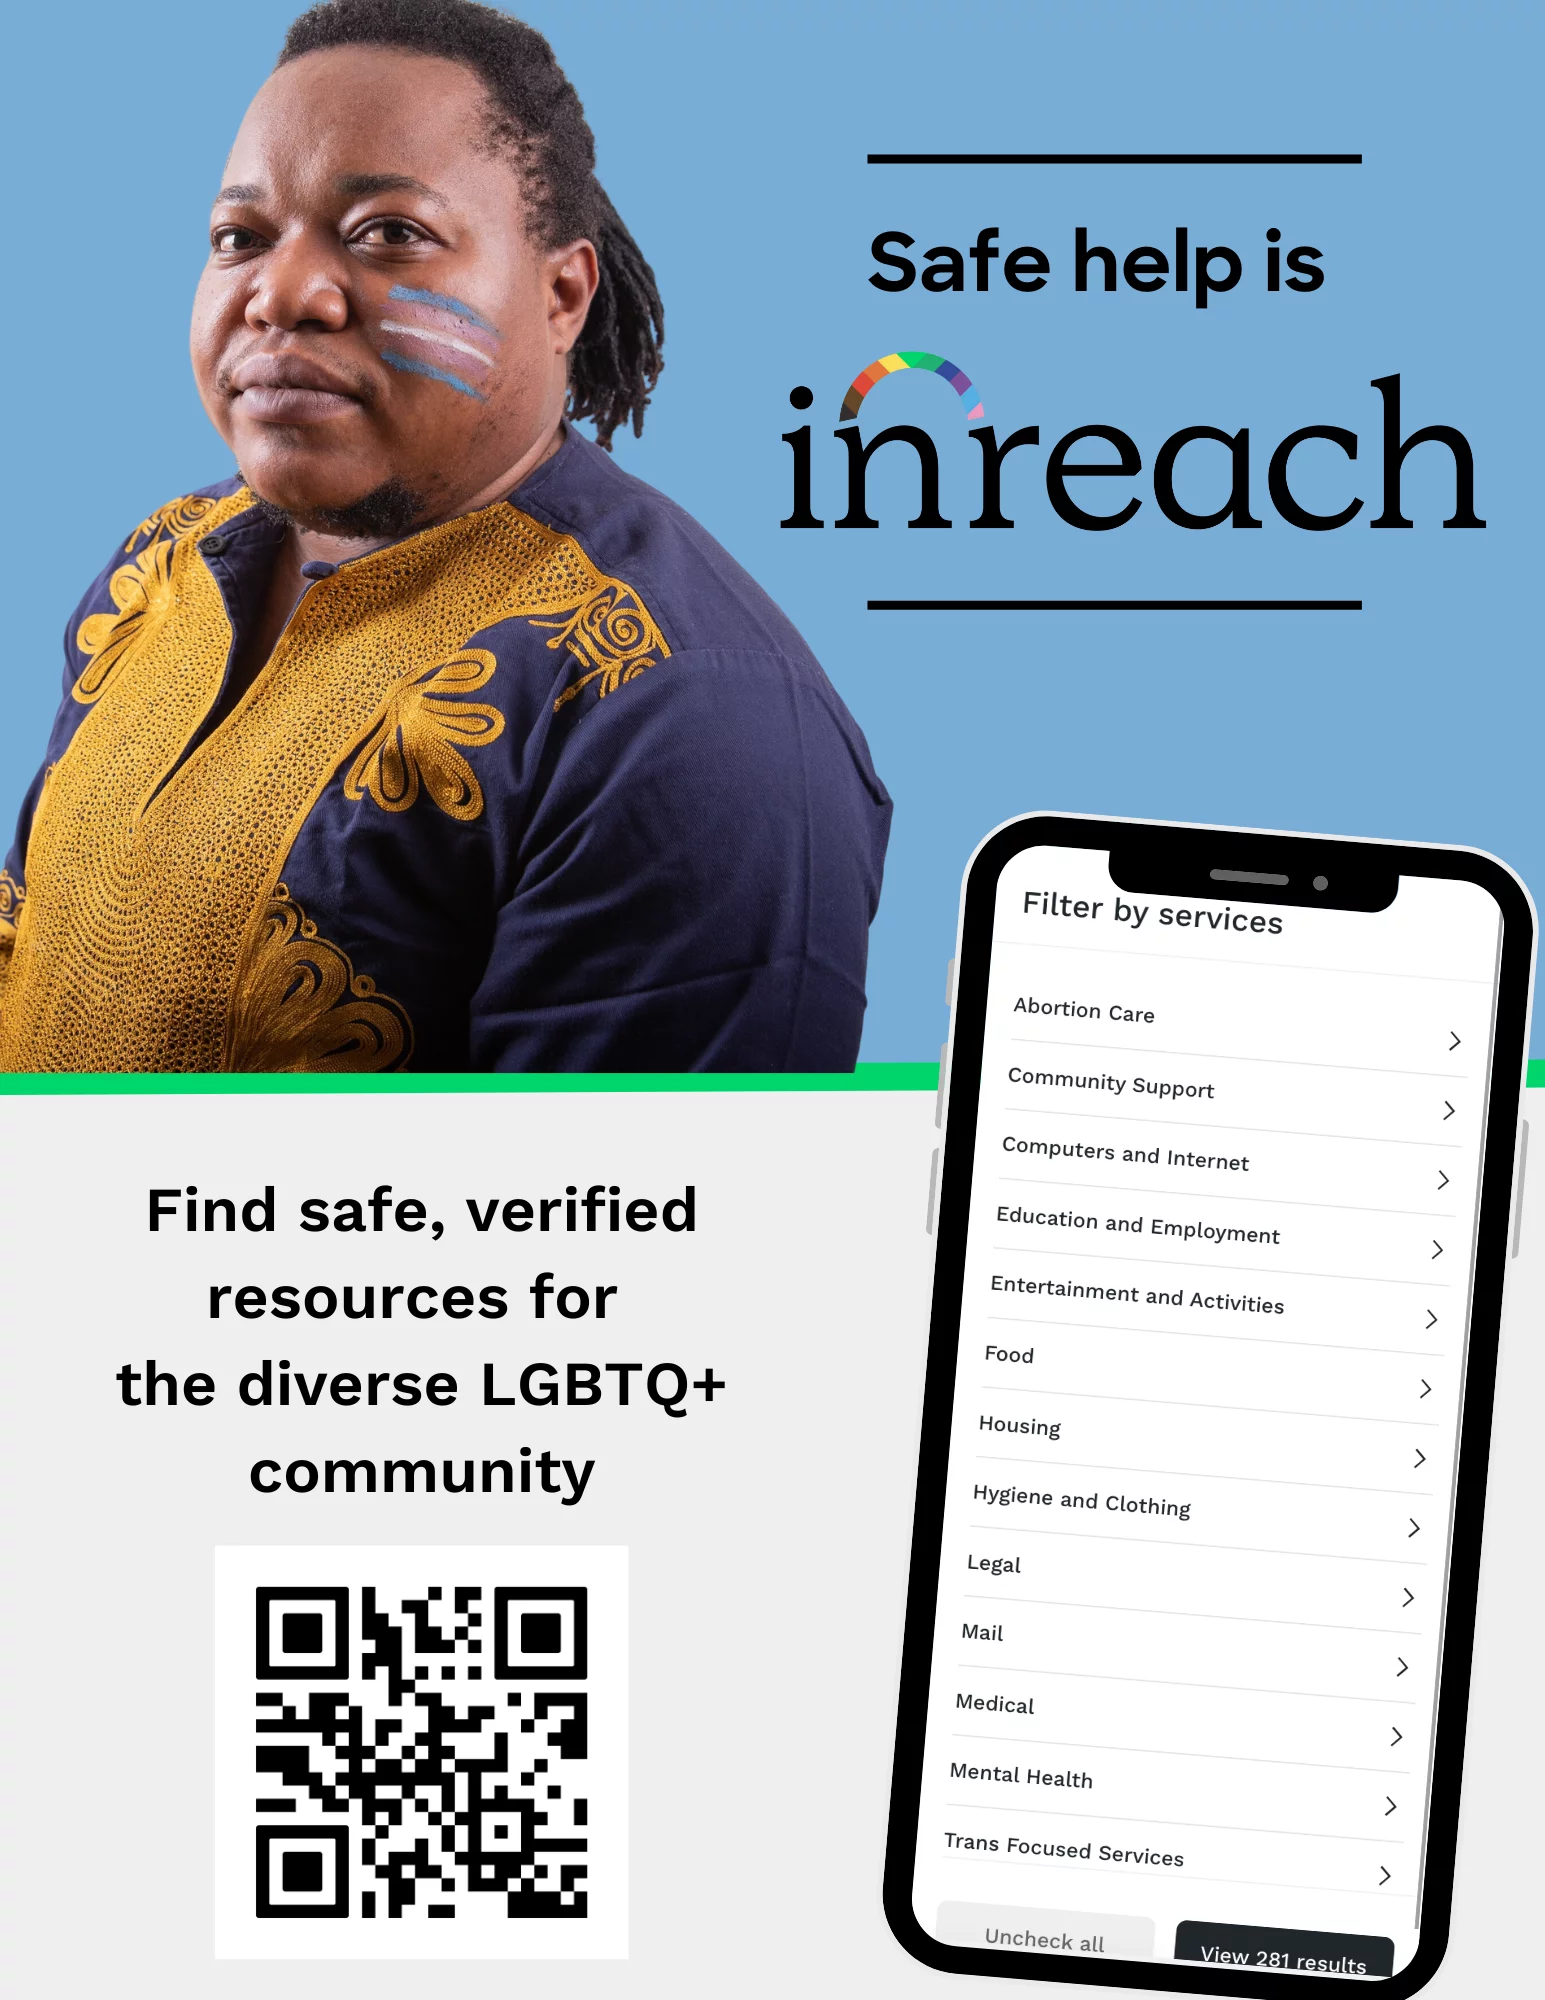 Safe help is
inreach
Filter by services
Abortion Care
Community Support
Computers and Internet
Education and Employment
Entertainment and Activities
Food
Housing
Hygiene and Clothing
Legal
Mail
Medical
Mental Health
Trans Focused Services
Uncheck all
View 281 results
Find safe, verified
resources for
the diverse LGBTQ+
community